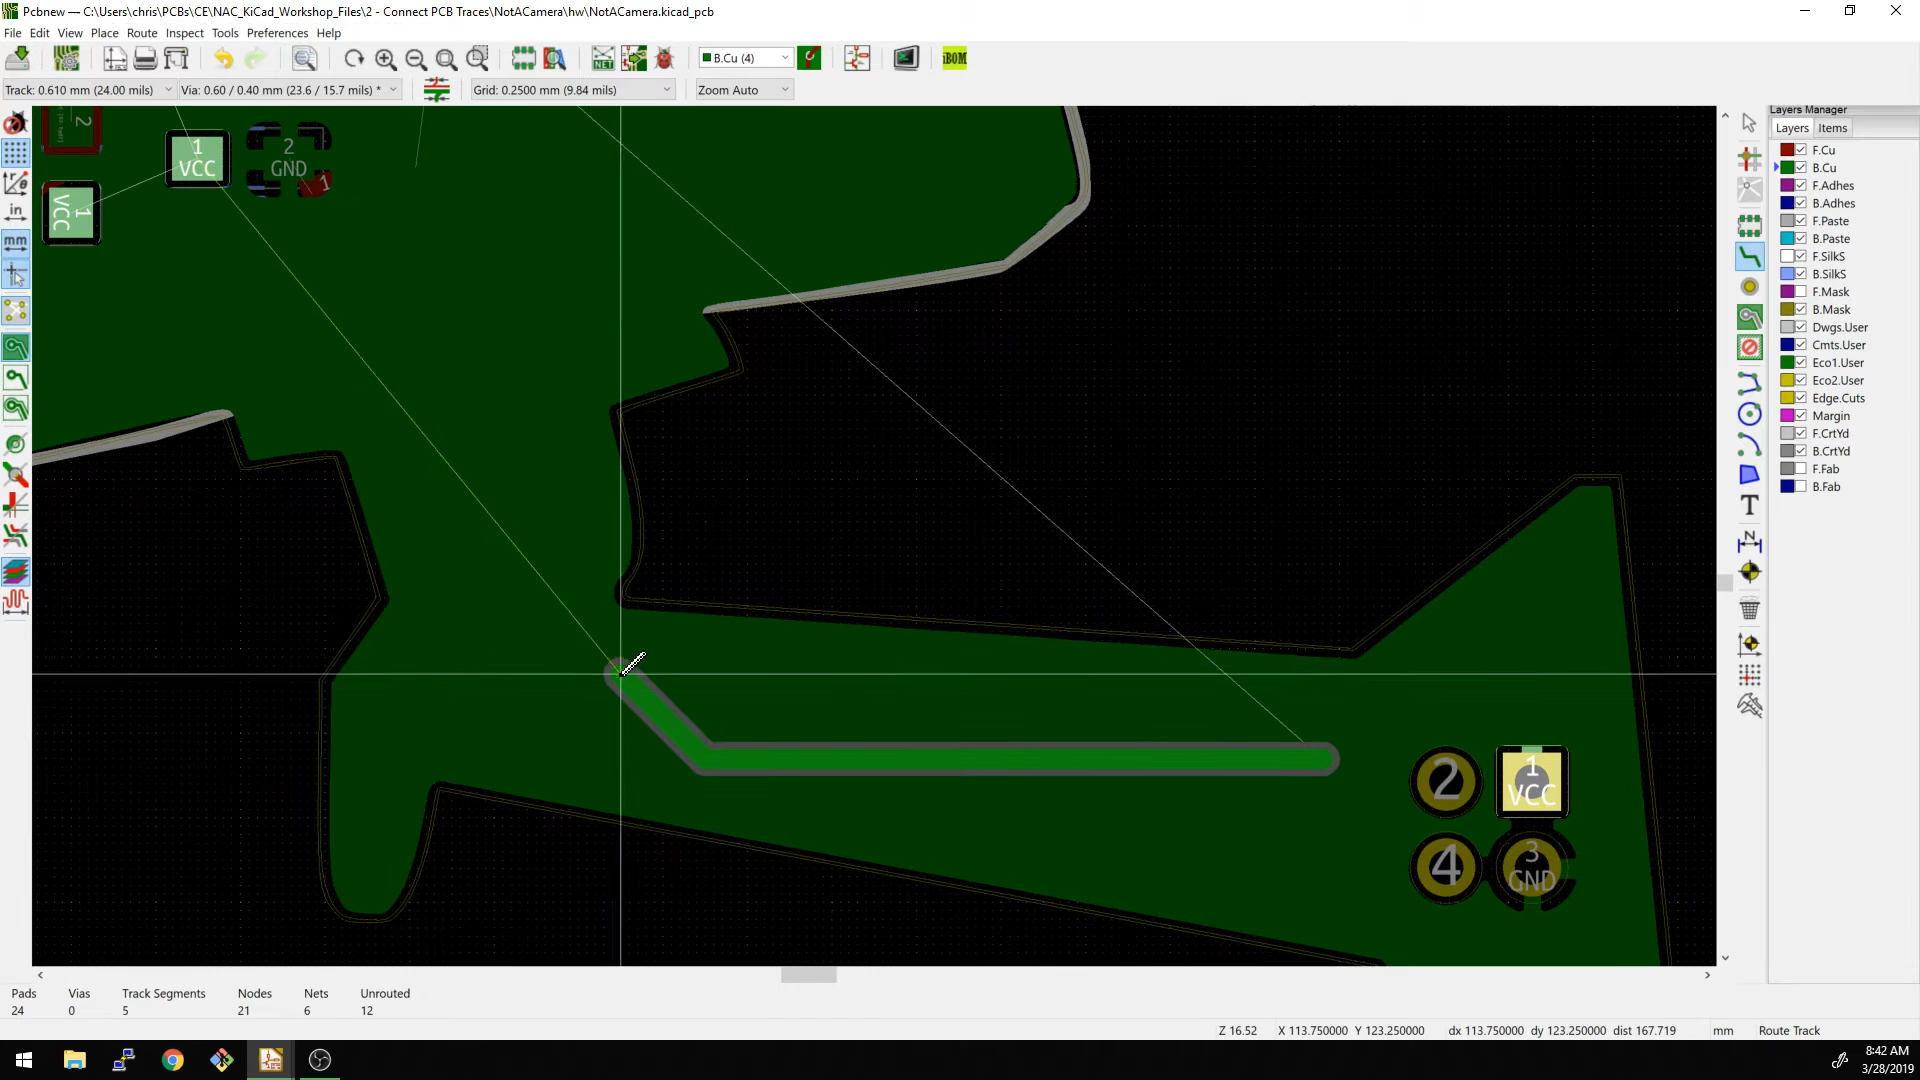 Pcbnew — C:\Users\chris\PCBs\CE\NAC_KiCad_Workshop_Files\2 - Connect PCB Traces\NotACamera\hw\NotACamera.kicad_pcb
File Edit View Place Route Inspect Tools Preferences Help
NET
B.Cu (4)
iBOM
Track: 0.610 mm (24.00 mils)
Via: 0.60 / 0.40 mm (23.6 / 15.7 mils) *
Grid: 0.2500 mm (9.84 mils)
Zoom Auto
in
mm
2
1
VCC
2
GND
1
1
VCC
2
1
VCC
4
3
GND
T
N
Layers Manager
Layers Items
F.Cu
B.Cu
F.Adhes
B.Adhes
F.Paste
B.Paste
F.SilkS
B.SilkS
F.Mask
B.Mask
Dwgs.User
Cmts.User
Eco1.User
Eco2.User
Edge.Cuts
Margin
F.CrtYd
B.CrtYd
F.Fab
B.Fab
Pads Vias Track Segments Nodes Nets Unrouted
24 0 5 21 6 12
Z 16.52 X 113.750000 Y 123.250000 dx 113.750000 dy 123.250000 dist 167.719 mm Route Track
8:42 AM
3/28/2019